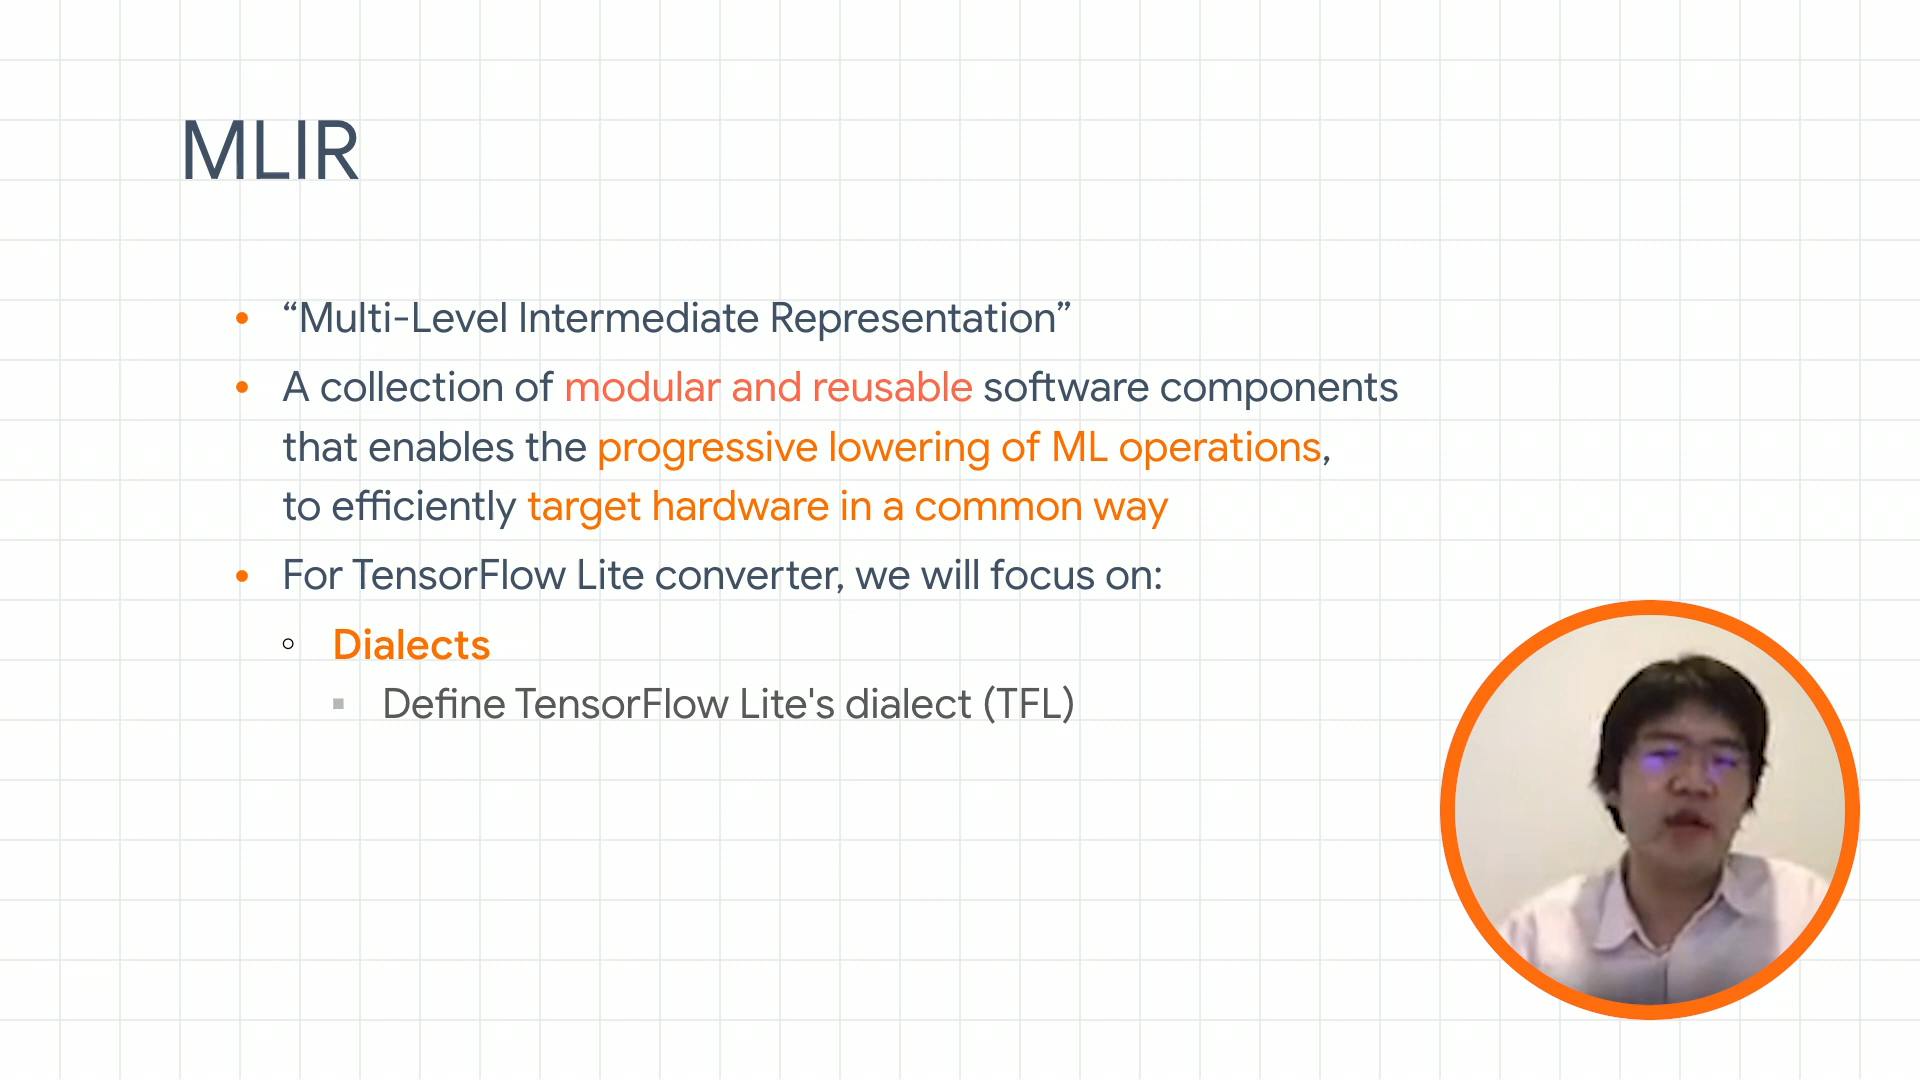 MLIR
“Multi-Level Intermediate Representation”
A collection of modular and reusable software components
that enables the progressive lowering of ML operations,
to efficiently target hardware in a common way
For TensorFlow Lite converter, we will focus on:
Dialects
Define TensorFlow Lite's dialect (TFL)